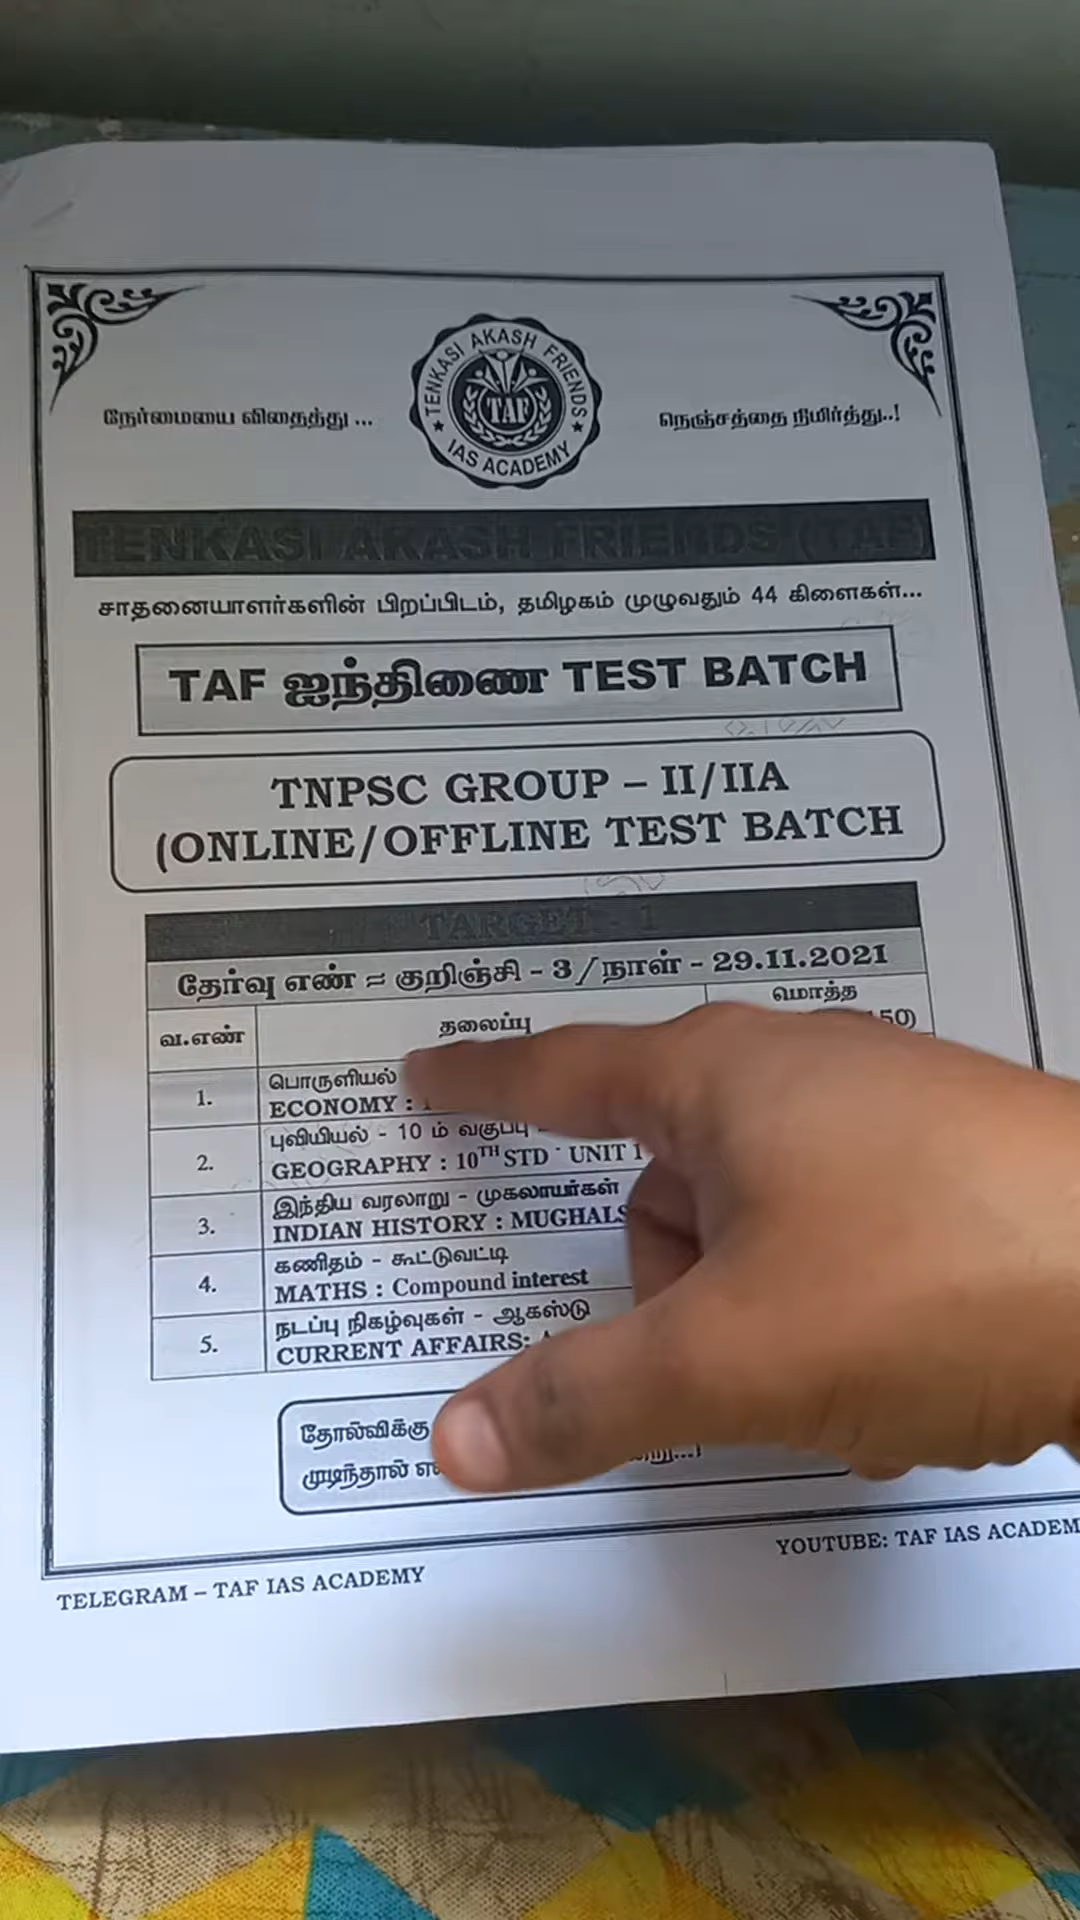 TENKASI AKASH FRIENDS
TAF
IAS ACADEMY
நேர்மையை விதைத்து ...
நெஞ்சத்தை நிமிர்த்து..!
TENKASI AKASH FRIENDS (TAF)
சாதனையாளர்களின் பிறப்பிடம், தமிழகம் முழுவதும் 44 கிளைகள்...
TAF ஐந்திணை TEST BATCH
TNPSC GROUP – II/IIA
(ONLINE/OFFLINE TEST BATCH
TARGET - 1
தேர்வு எண் = குறிஞ்சி - 3 / நாள் - 29.11.2021
வ.எண்
தலைப்பு
மொத்த
50)
1.
பொருளியல்
ECONOMY :
2.
புவியியல் - 10 ம் வகுப்பு -
GEOGRAPHY : 10TH STD - UNIT 1
3.
இந்திய வரலாறு - முகலாயர்கள்
INDIAN HISTORY : MUGHALS
4.
கணிதம் - கூட்டுவட்டி
MATHS : Compound interest
5.
நடப்பு நிகழ்வுகள் - ஆகஸ்டு
CURRENT AFFAIRS:
தோல்விக்கு
முடிந்தால்
TELEGRAM – TAF IAS ACADEMY
YOUTUBE: TAF IAS ACADEM